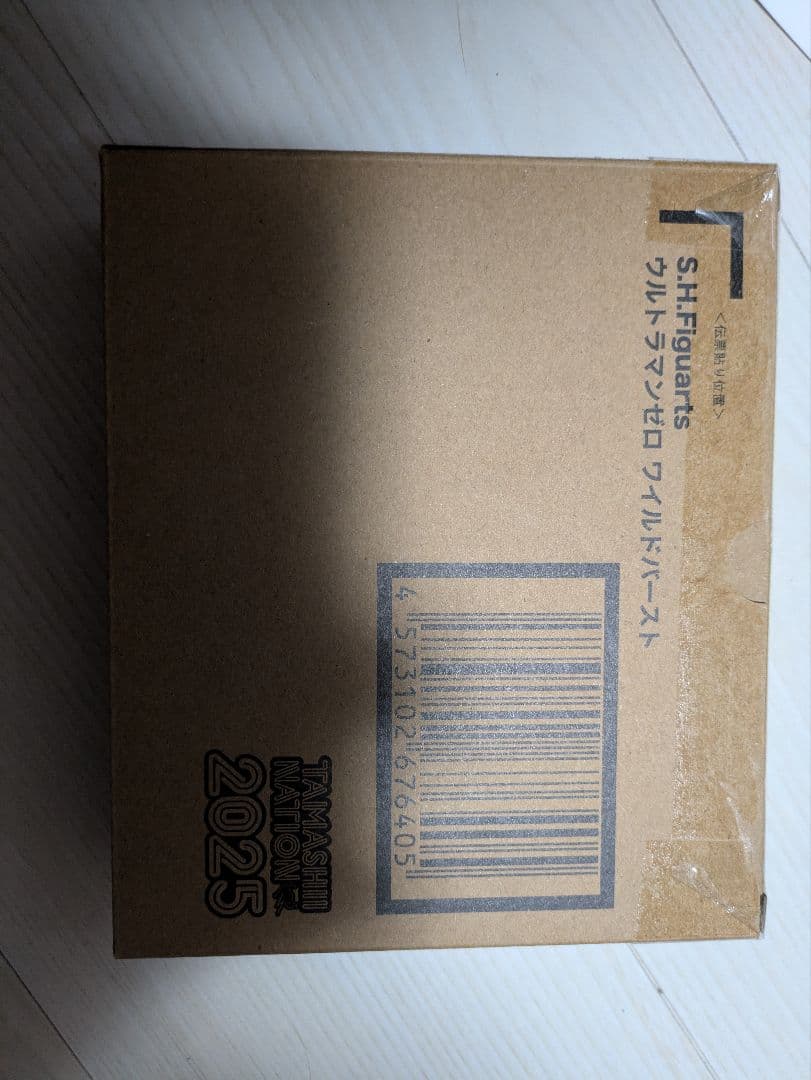 <伝票貼り位置>
S.H.Figuarts
ウルトラマンゼロ ワイルドバースト
4 573102 676405
TAMASHII
NATION
2025